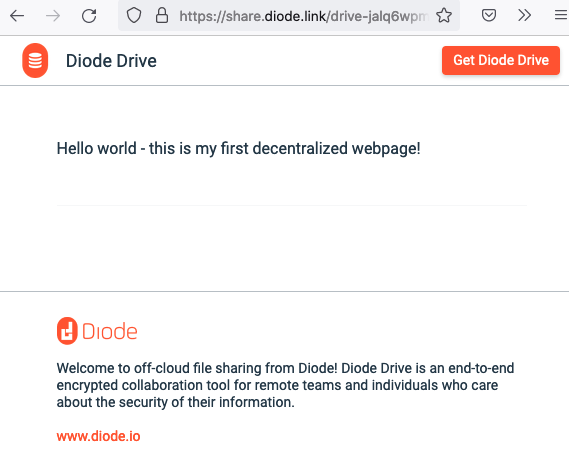 https://share.diode.link/drive-jalq6wpm
Diode Drive
Get Diode Drive
Hello world - this is my first decentralized webpage!
Diode
Welcome to off-cloud file sharing from Diode! Diode Drive is an end-to-end
encrypted collaboration tool for remote teams and individuals who care
about the security of their information.
www.diode.io